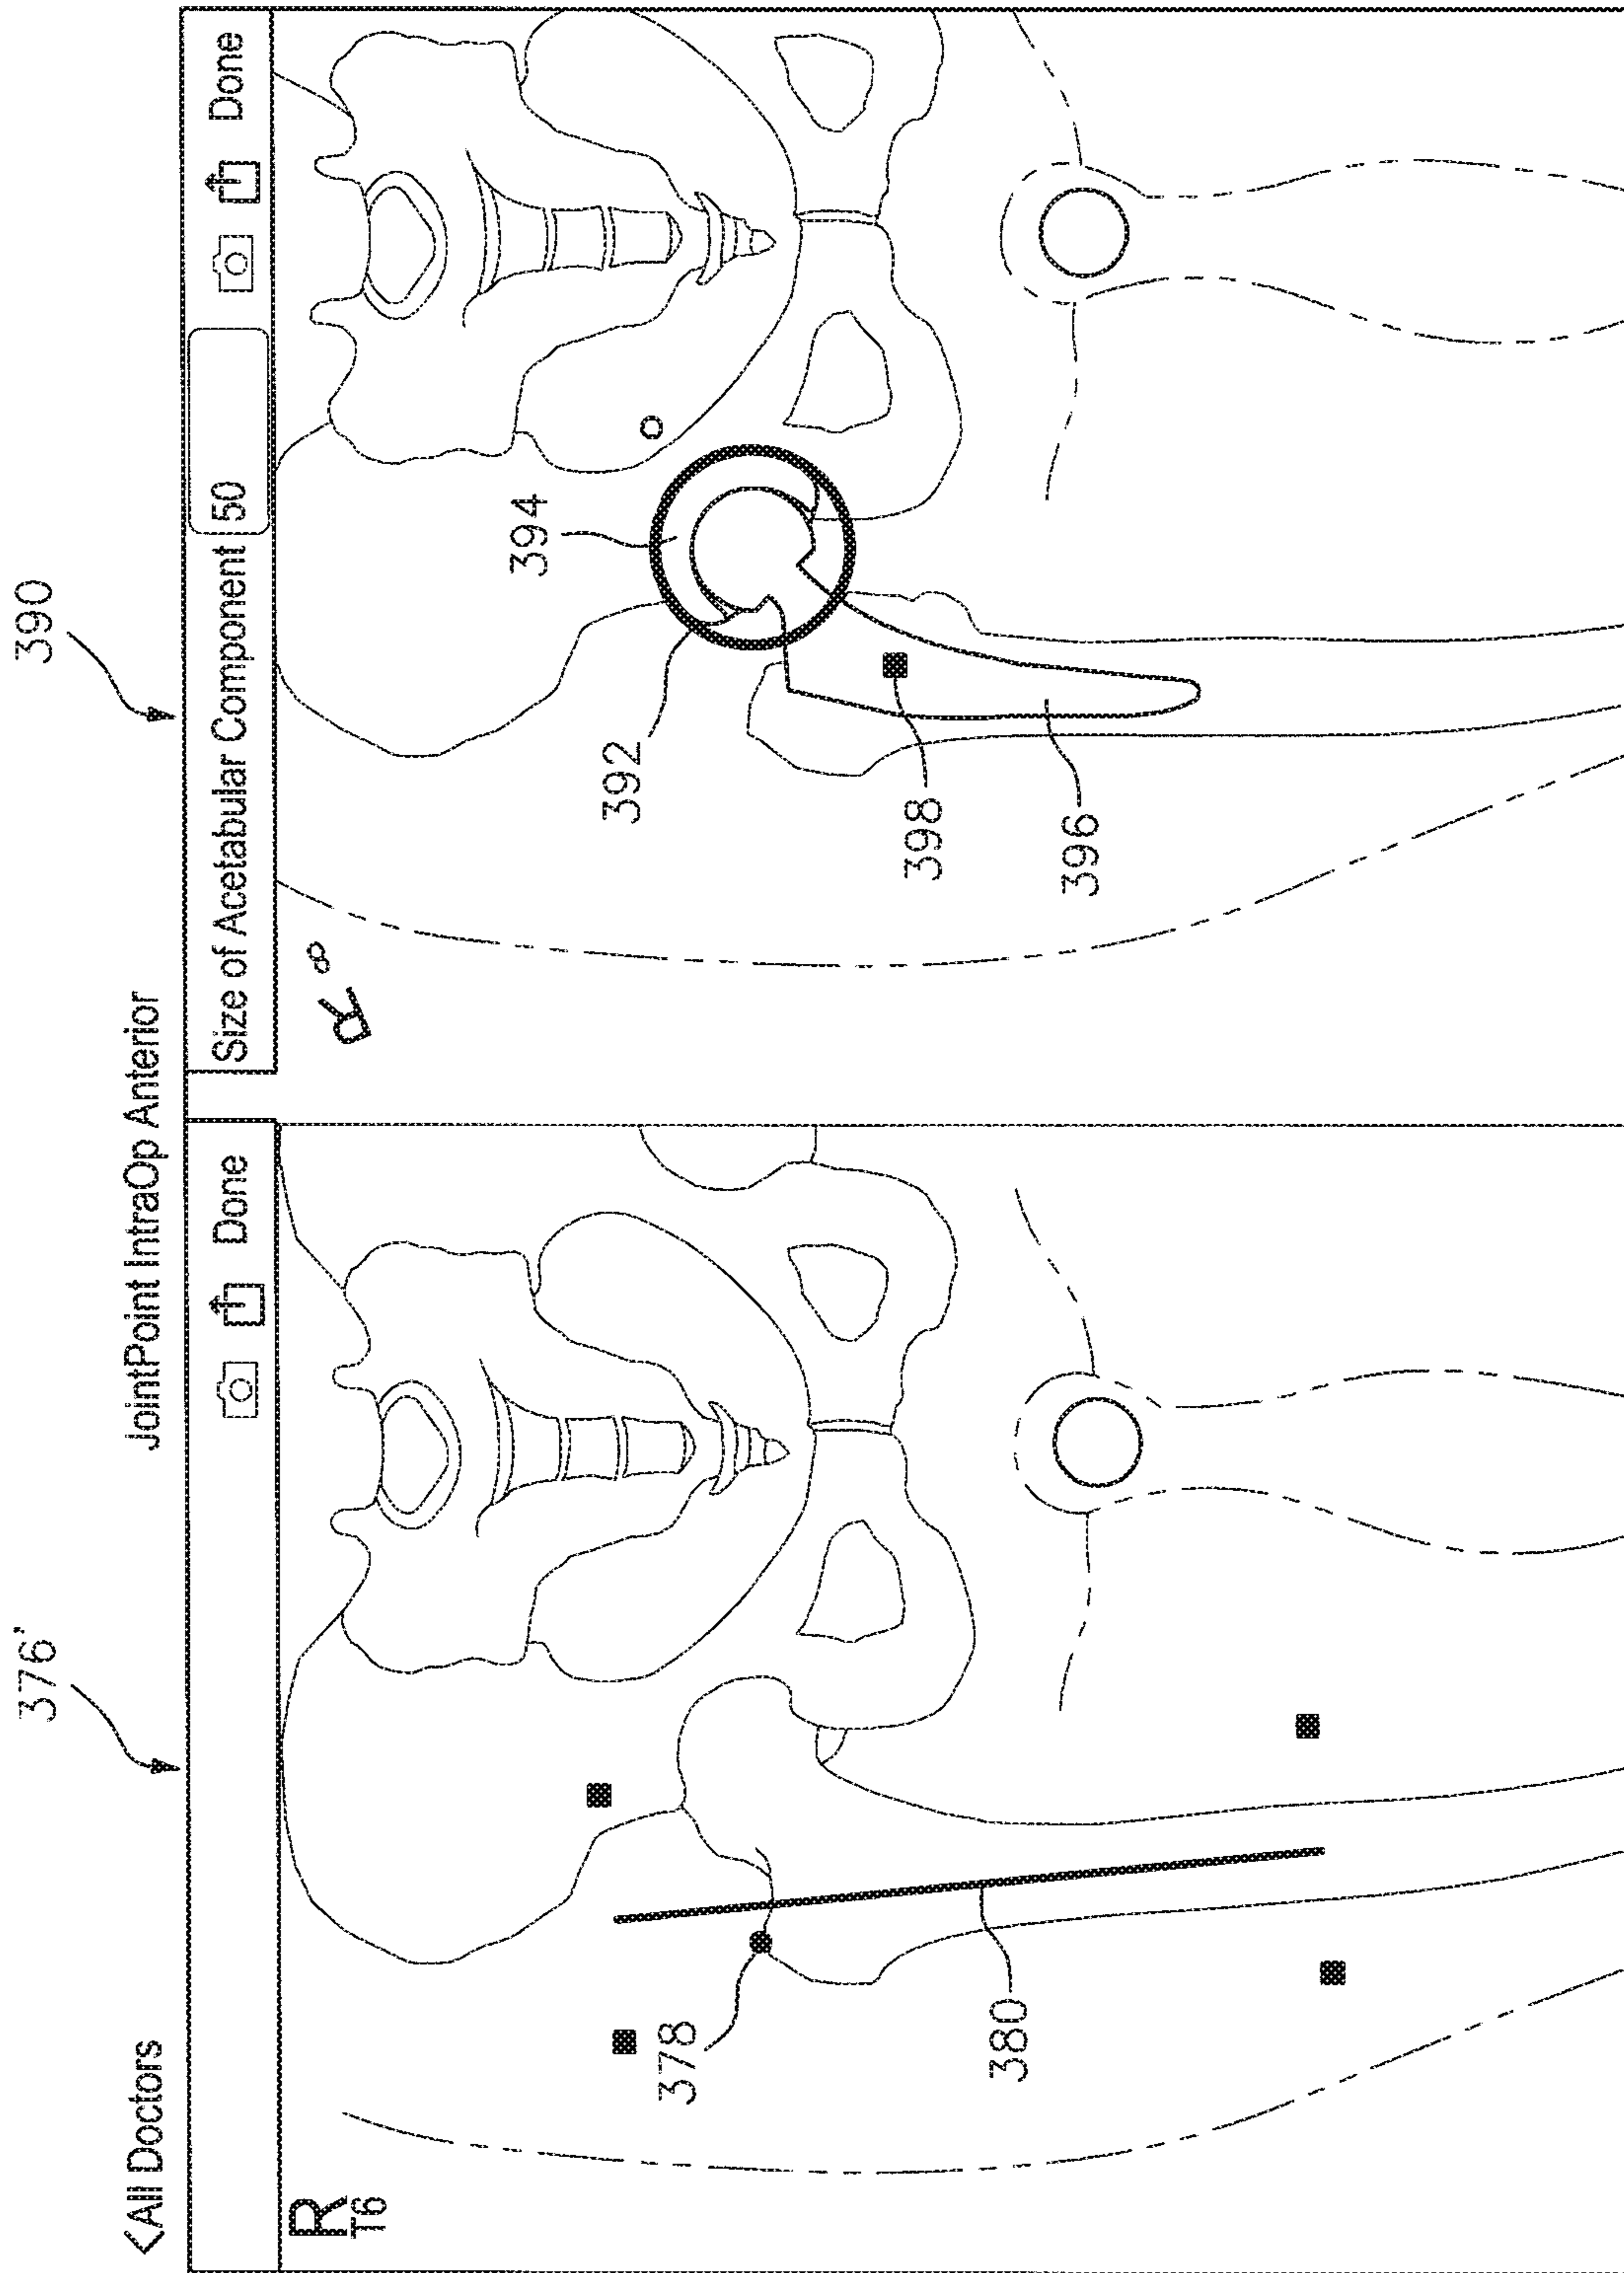 376'
390
<All Doctors
JointPoint IntraOp Anterior
Done
Size of Acetabular Component 50
Done
R
T6
R
8
378
380
392
394
398
396